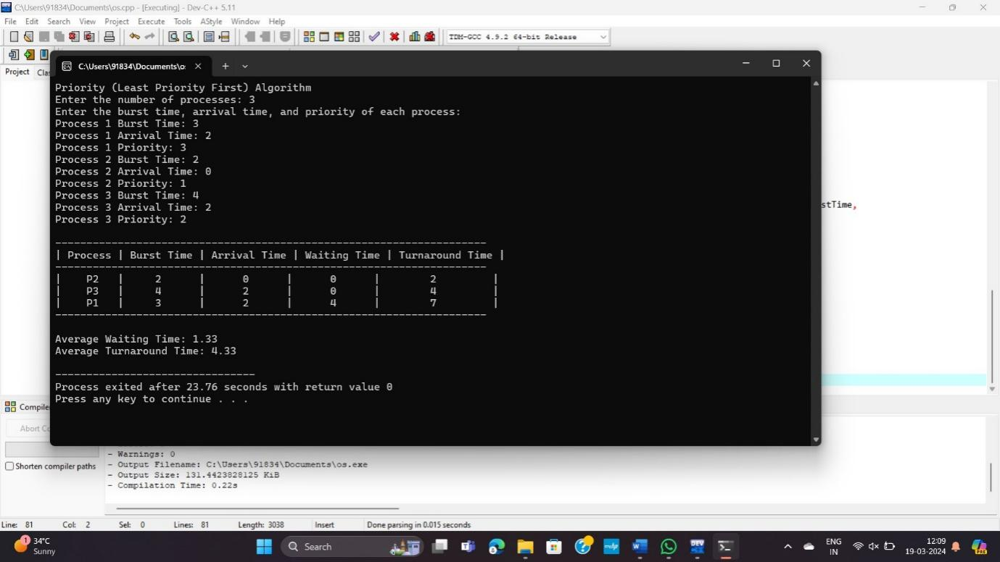 C:\Users\91834\Documents\os.cpp - [Executing] - Dev-C++ 5.11
File Edit Search View Project Execute Tools AStyle Window Help
TDM-GCC 4.9.2 64-bit Release
Project Clas
C:\Users\91834\Documents\o:
Priority (Least Priority First) Algorithm
Enter the number of processes: 3
Enter the burst time, arrival time, and priority of each process:
Process 1 Burst Time: 3
Process 1 Arrival Time: 2
Process 1 Priority: 3
Process 2 Burst Time: 2
Process 2 Arrival Time: 0
Process 2 Priority: 1
Process 3 Burst Time: 4
Process 3 Arrival Time: 2
Process 3 Priority: 2
---------------------------------------------------------------------
| Process | Burst Time | Arrival Time | Waiting Time | Turnaround Time |
---------------------------------------------------------------------
| P2 | 2 | 0 | 0 | 2 |
| P3 | 4 | 2 | 0 | 4 |
| P1 | 3 | 2 | 4 | 7 |
---------------------------------------------------------------------
Average Waiting Time: 1.33
Average Turnaround Time: 4.33
--------------------------------
Process exited after 23.76 seconds with return value 0
Press any key to continue . . .
stTime,
Compile
Abort Co
Shorten compiler paths
- Warnings: 0
- Output Filename: C:\Users\91834\Documents\os.exe
- Output Size: 131.4423828125 KiB
- Compilation Time: 0.22s
Line: 81 Col: 2 Sel: 0 Lines: 81 Length: 3038 Insert Done parsing in 0.015 seconds
1
34°C
Sunny
Search
DEV
ENG
IN
12:09
19-03-2024
PRE